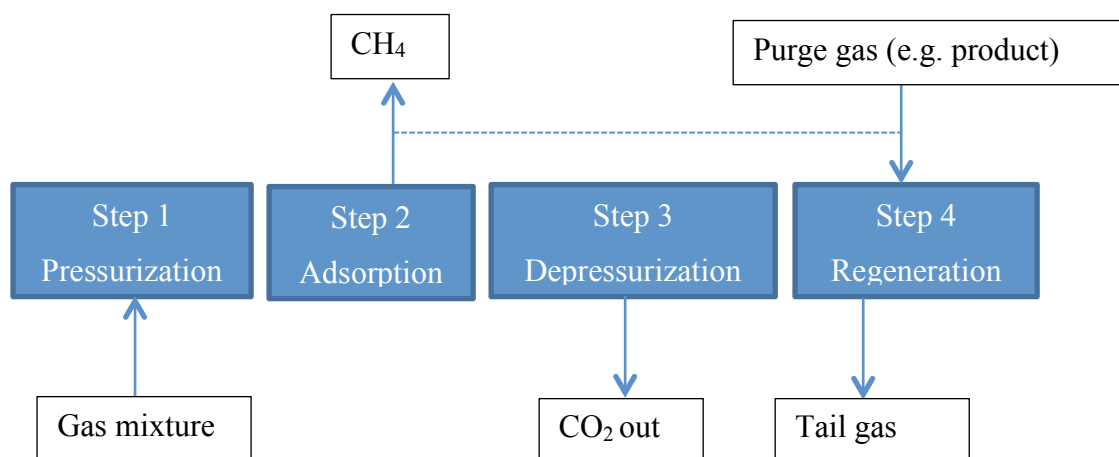 CH₄
Purge gas (e.g. product)
Step 1
Pressurization
Step 2
Adsorption
Step 3
Depressurization
Step 4
Regeneration
Gas mixture
CO₂ out
Tail gas